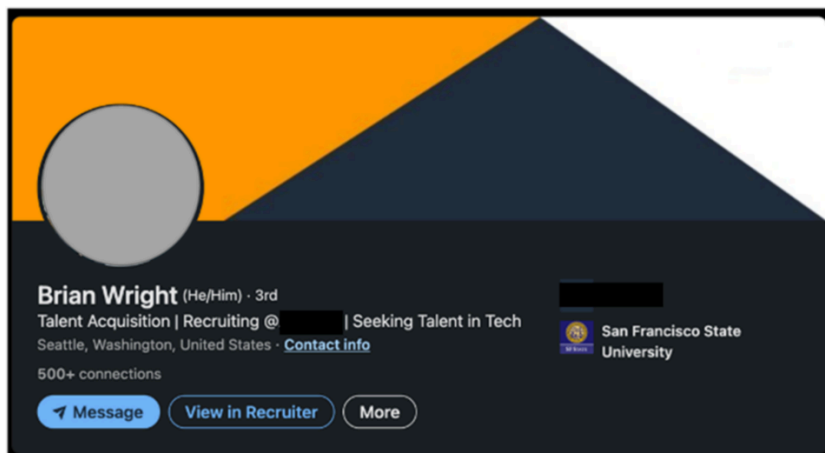 Brian Wright (He/Him) · 3rd
Talent Acquisition | Recruiting @ | Seeking Talent in Tech
Seattle, Washington, United States · Contact info
500+ connections
Message View in Recruiter More
San Francisco State
University